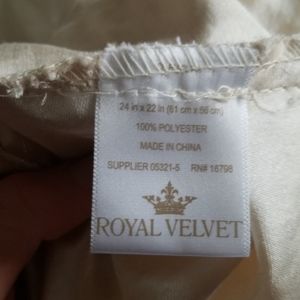 24 in x 22 in (61 cm x 56 cm)
100% POLYESTER
MADE IN CHINA
SUPPLIER 05321-5 RN# 16798
ROYAL VELVET